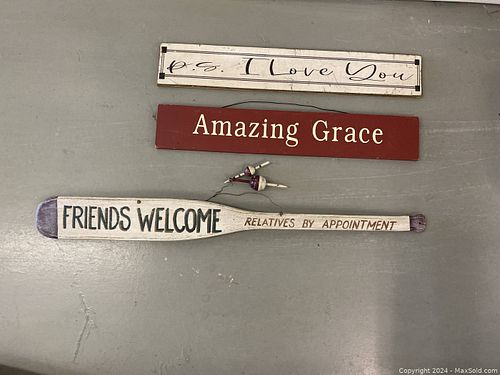 p.s. I Love You
Amazing Grace
FRIENDS WELCOME RELATIVES BY APPOINTMENT
Copyright 2024 - MaxSold.com